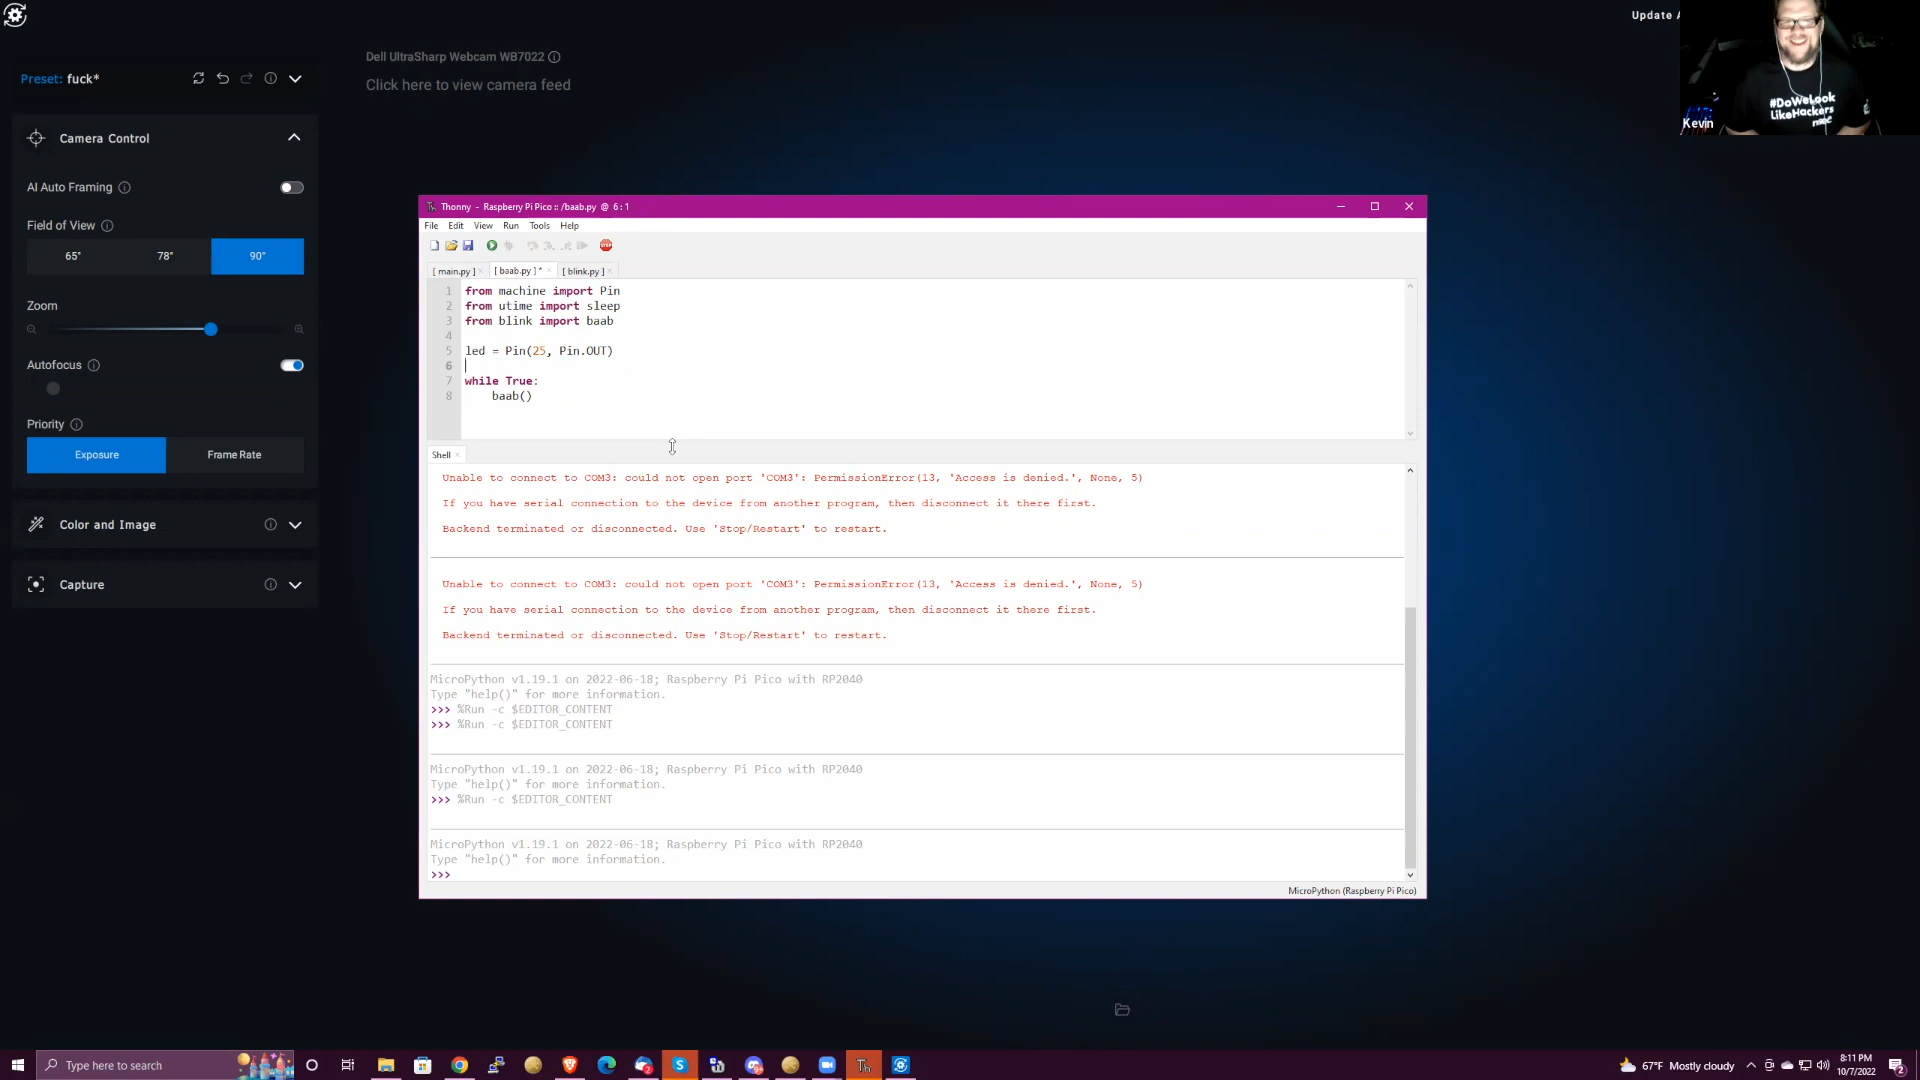 Update A
Kevin
#DoWeLook
LikeHackers
Preset: fuck*
Dell UltraSharp Webcam WB7022
Click here to view camera feed
Camera Control
AI Auto Framing
Field of View
65° 78° 90°
Zoom
Autofocus
Priority
Exposure Frame Rate
Color and Image
Capture
Th Thonny - Raspberry Pi Pico :: /baab.py @ 6 : 1
File Edit View Run Tools Help
STOP
[ main.py ] × [ baab.py ] * × [ blink.py ] ×
1 from machine import Pin
2 from utime import sleep
3 from blink import baab
4
5 led = Pin(25, Pin.OUT)
6
7 while True:
8 baab()
Shell ×
Unable to connect to COM3: could not open port 'COM3': PermissionError(13, 'Access is denied.', None, 5)
If you have serial connection to the device from another program, then disconnect it there first.
Backend terminated or disconnected. Use 'Stop/Restart' to restart.
Unable to connect to COM3: could not open port 'COM3': PermissionError(13, 'Access is denied.', None, 5)
If you have serial connection to the device from another program, then disconnect it there first.
Backend terminated or disconnected. Use 'Stop/Restart' to restart.
MicroPython v1.19.1 on 2022-06-18; Raspberry Pi Pico with RP2040
Type "help()" for more information.
>>> %Run -c $EDITOR_CONTENT
>>> %Run -c $EDITOR_CONTENT
MicroPython v1.19.1 on 2022-06-18; Raspberry Pi Pico with RP2040
Type "help()" for more information.
>>> %Run -c $EDITOR_CONTENT
MicroPython v1.19.1 on 2022-06-18; Raspberry Pi Pico with RP2040
Type "help()" for more information.
>>>
MicroPython (Raspberry Pi Pico)
Type here to search
67°F Mostly cloudy
8:11 PM
10/7/2022